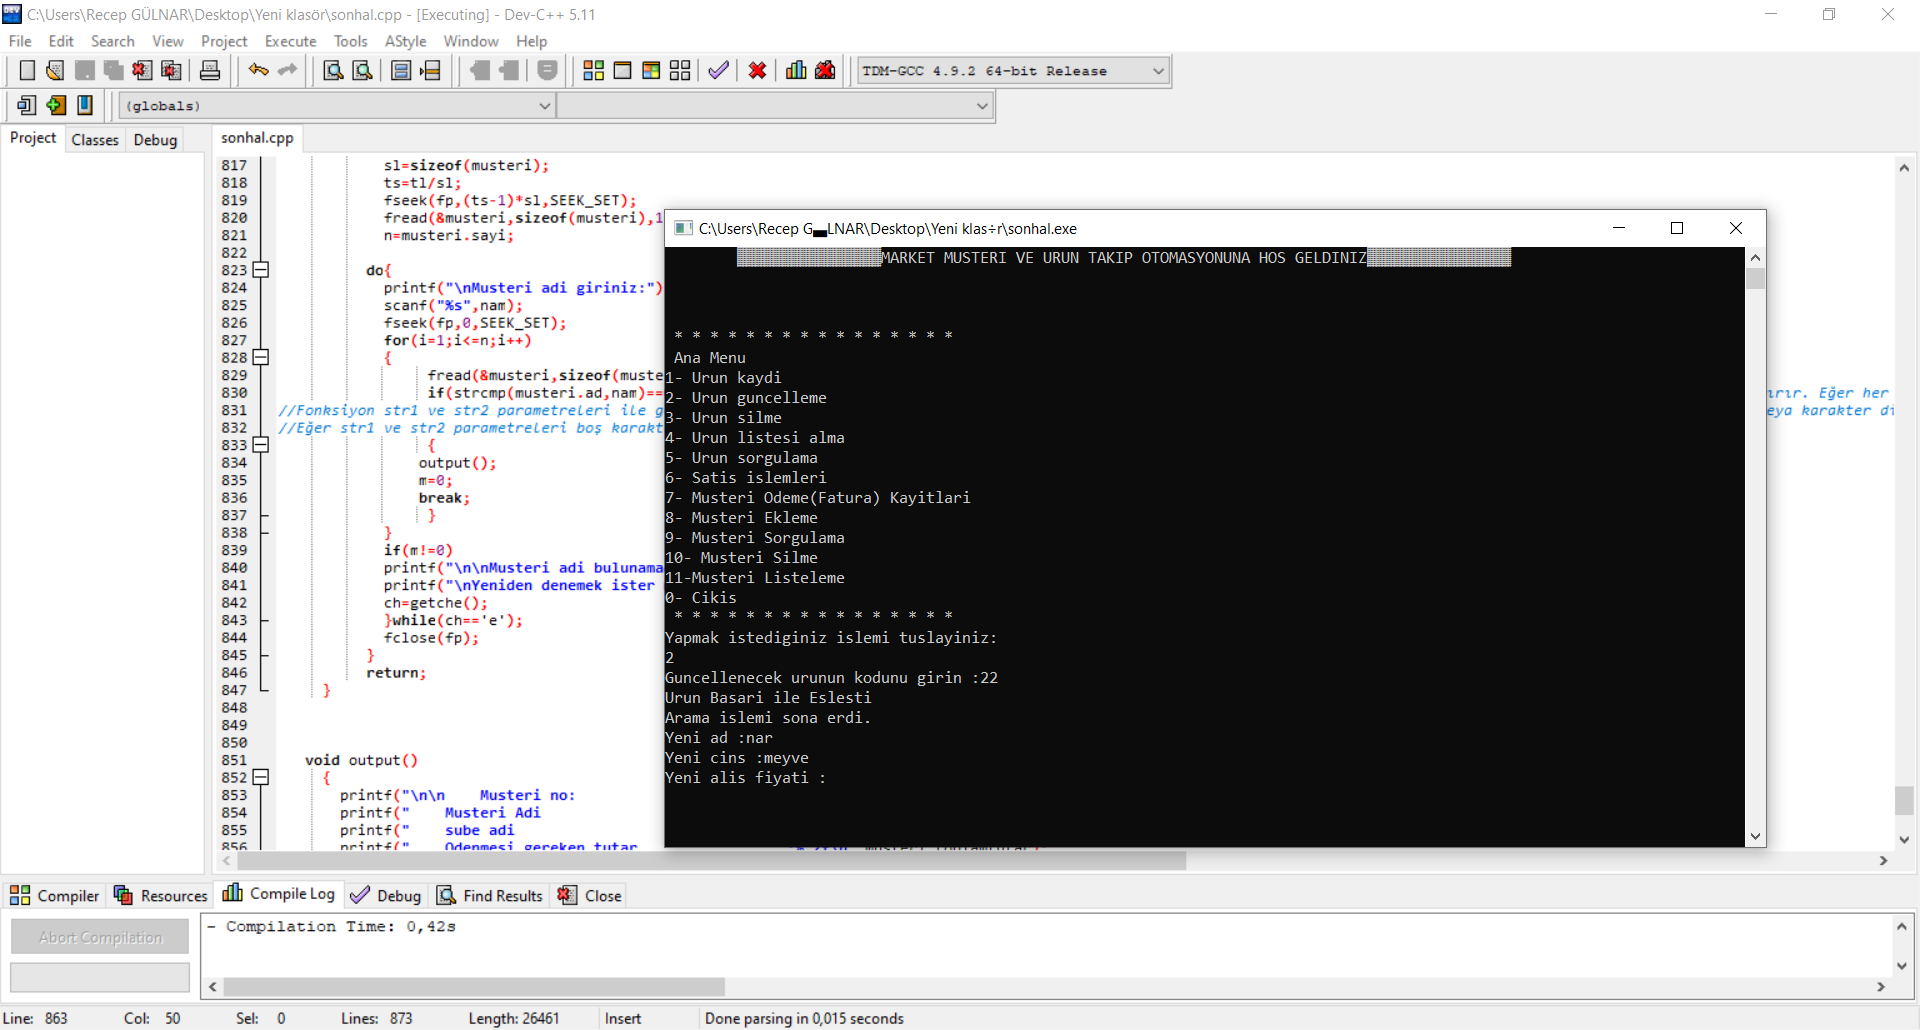 C:\Users\Recep GÜLNAR\Desktop\Yeni klasör\sonhal.cpp - [Executing] - Dev-C++ 5.11
File Edit Search View Project Execute Tools AStyle Window Help
TDM-GCC 4.9.2 64-bit Release
(globals)
Project Classes Debug
sonhal.cpp
817 sl=sizeof(musteri);
818 ts=tl/sl;
819 fseek(fp,(ts-1)*sl,SEEK_SET);
820 fread(&musteri,sizeof(musteri),1
821 n=musteri.sayi;
822
823 do{
824 printf("\nMusteri adi giriniz:")
825 scanf("%s",nam);
826 fseek(fp,0,SEEK_SET);
827 for(i=1;i<=n;i++)
828 {
829 fread(&musteri,sizeof(muste
830 if(strcmp(musteri.ad,nam)== ırır. Eğer her
831 //Fonksiyon str1 ve str2 parametreleri ile g eya karakter di
832 //Eğer str1 ve str2 parametreleri boş karakt
833 {
834 output();
835 m=0;
836 break;
837 }
838 }
839 if(m!=0)
840 printf("\n\nMusteri adi bulunama
841 printf("\nYeniden denemek ister
842 ch=getche();
843 }while(ch=='e');
844 fclose(fp);
845 }
846 return;
847 }
848
849
850
851 void output()
852 {
853 printf("\n\n Musteri no:
854 printf(" Musteri Adi
855 printf(" sube adi
856 printf(" Odenmesi gereken tutar
C:\Users\Recep G▬LNAR\Desktop\Yeni klas÷r\sonhal.exe
MARKET MUSTERI VE URUN TAKIP OTOMASYONUNA HOS GELDINIZ
* * * * * * * * * * * * * * * *
Ana Menu
1- Urun kaydi
2- Urun guncelleme
3- Urun silme
4- Urun listesi alma
5- Urun sorgulama
6- Satis islemleri
7- Musteri Odeme(Fatura) Kayitlari
8- Musteri Ekleme
9- Musteri Sorgulama
10- Musteri Silme
11-Musteri Listeleme
0- Cikis
* * * * * * * * * * * * * * * *
Yapmak istediginiz islemi tuslayiniz:
2
Guncellenecek urunun kodunu girin :22
Urun Basari ile Eslesti
Arama islemi sona erdi.
Yeni ad :nar
Yeni cins :meyve
Yeni alis fiyati :
Compiler Resources Compile Log Debug Find Results Close
Abort Compilation
- Compilation Time: 0,42s
Line: 863 Col: 50 Sel: 0 Lines: 873 Length: 26461 Insert Done parsing in 0,015 seconds